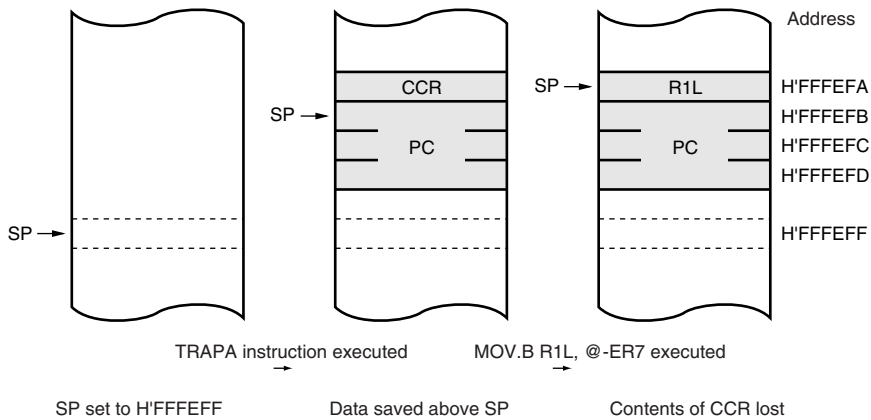 Address
CCR
SP
R1L
H'FFFEFA
SP
H'FFFEFB
PC
PC
H'FFFEFC
H'FFFEFD
SP
H'FFFEFF
TRAPA instruction executed
MOV.B R1L, @-ER7 executed
SP set to H'FFFEFF
Data saved above SP
Contents of CCR lost